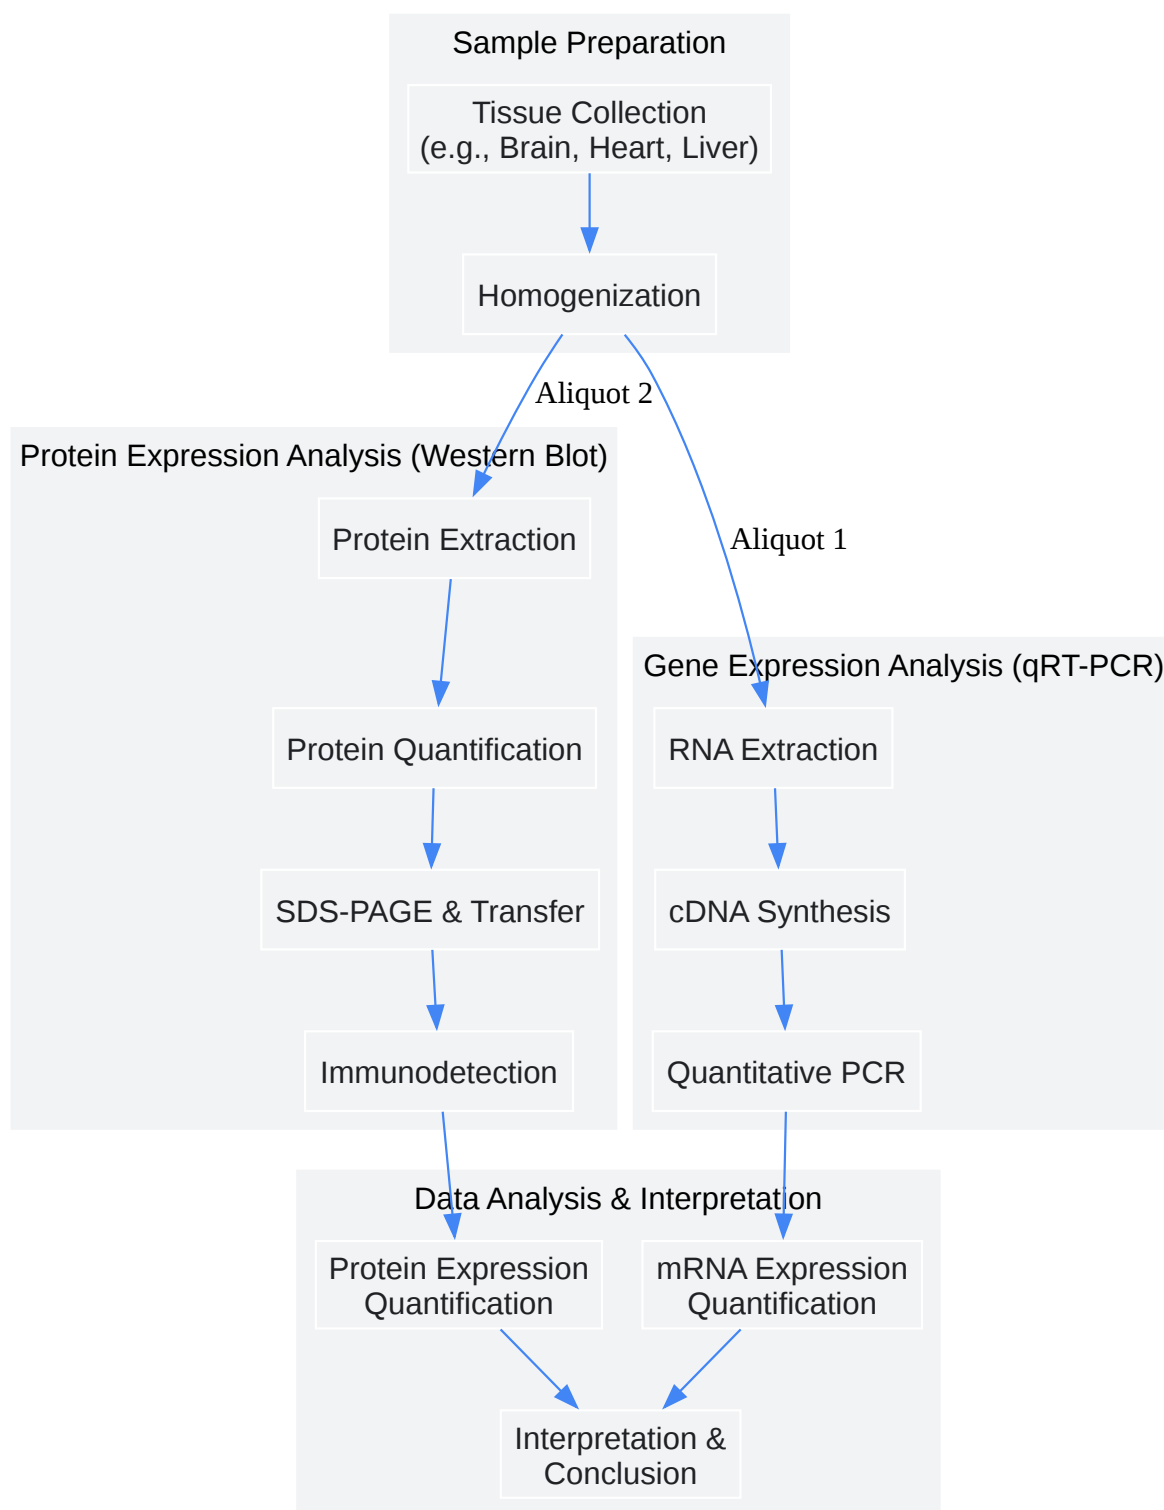 Sample Preparation
Tissue Collection
(e.g., Brain, Heart, Liver)
Homogenization
Aliquot 2
Aliquot 1
Protein Expression Analysis (Western Blot)
Protein Extraction
Protein Quantification
SDS-PAGE & Transfer
Immunodetection
Gene Expression Analysis (qRT-PCR)
RNA Extraction
cDNA Synthesis
Quantitative PCR
Data Analysis & Interpretation
Protein Expression
Quantification
mRNA Expression
Quantification
Interpretation &
Conclusion